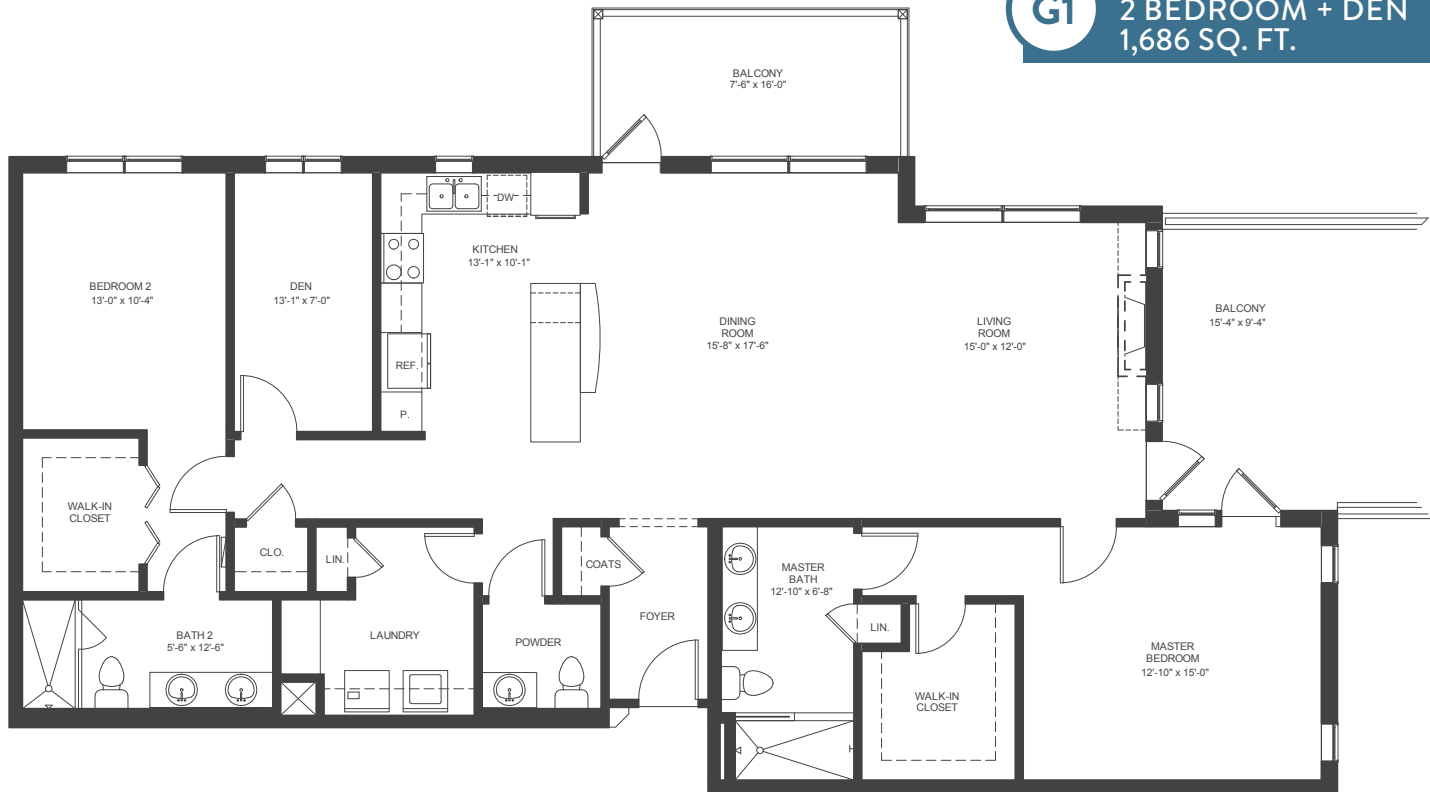 G1
2 BEDROOM + DEN
1,686 SQ. FT.
BALCONY
7'-6" x 16'-0"
DW
KITCHEN
13'-1" x 10'-1"
BEDROOM 2
13'-0" x 10'-4"
DEN
13'-1" x 7'-0"
DINING
ROOM
15'-8" x 17'-6"
LIVING
ROOM
15'-0" x 12'-0"
BALCONY
15'-4" x 9'-4"
REF.
P.
WALK-IN
CLOSET
CLO.
LIN.
COATS
MASTER
BATH
12'-10" x 6'-8"
FOYER
LIN.
BATH 2
5'-6" x 12'-6"
LAUNDRY
POWDER
MASTER
BEDROOM
12'-10" x 15'-0"
WALK-IN
CLOSET